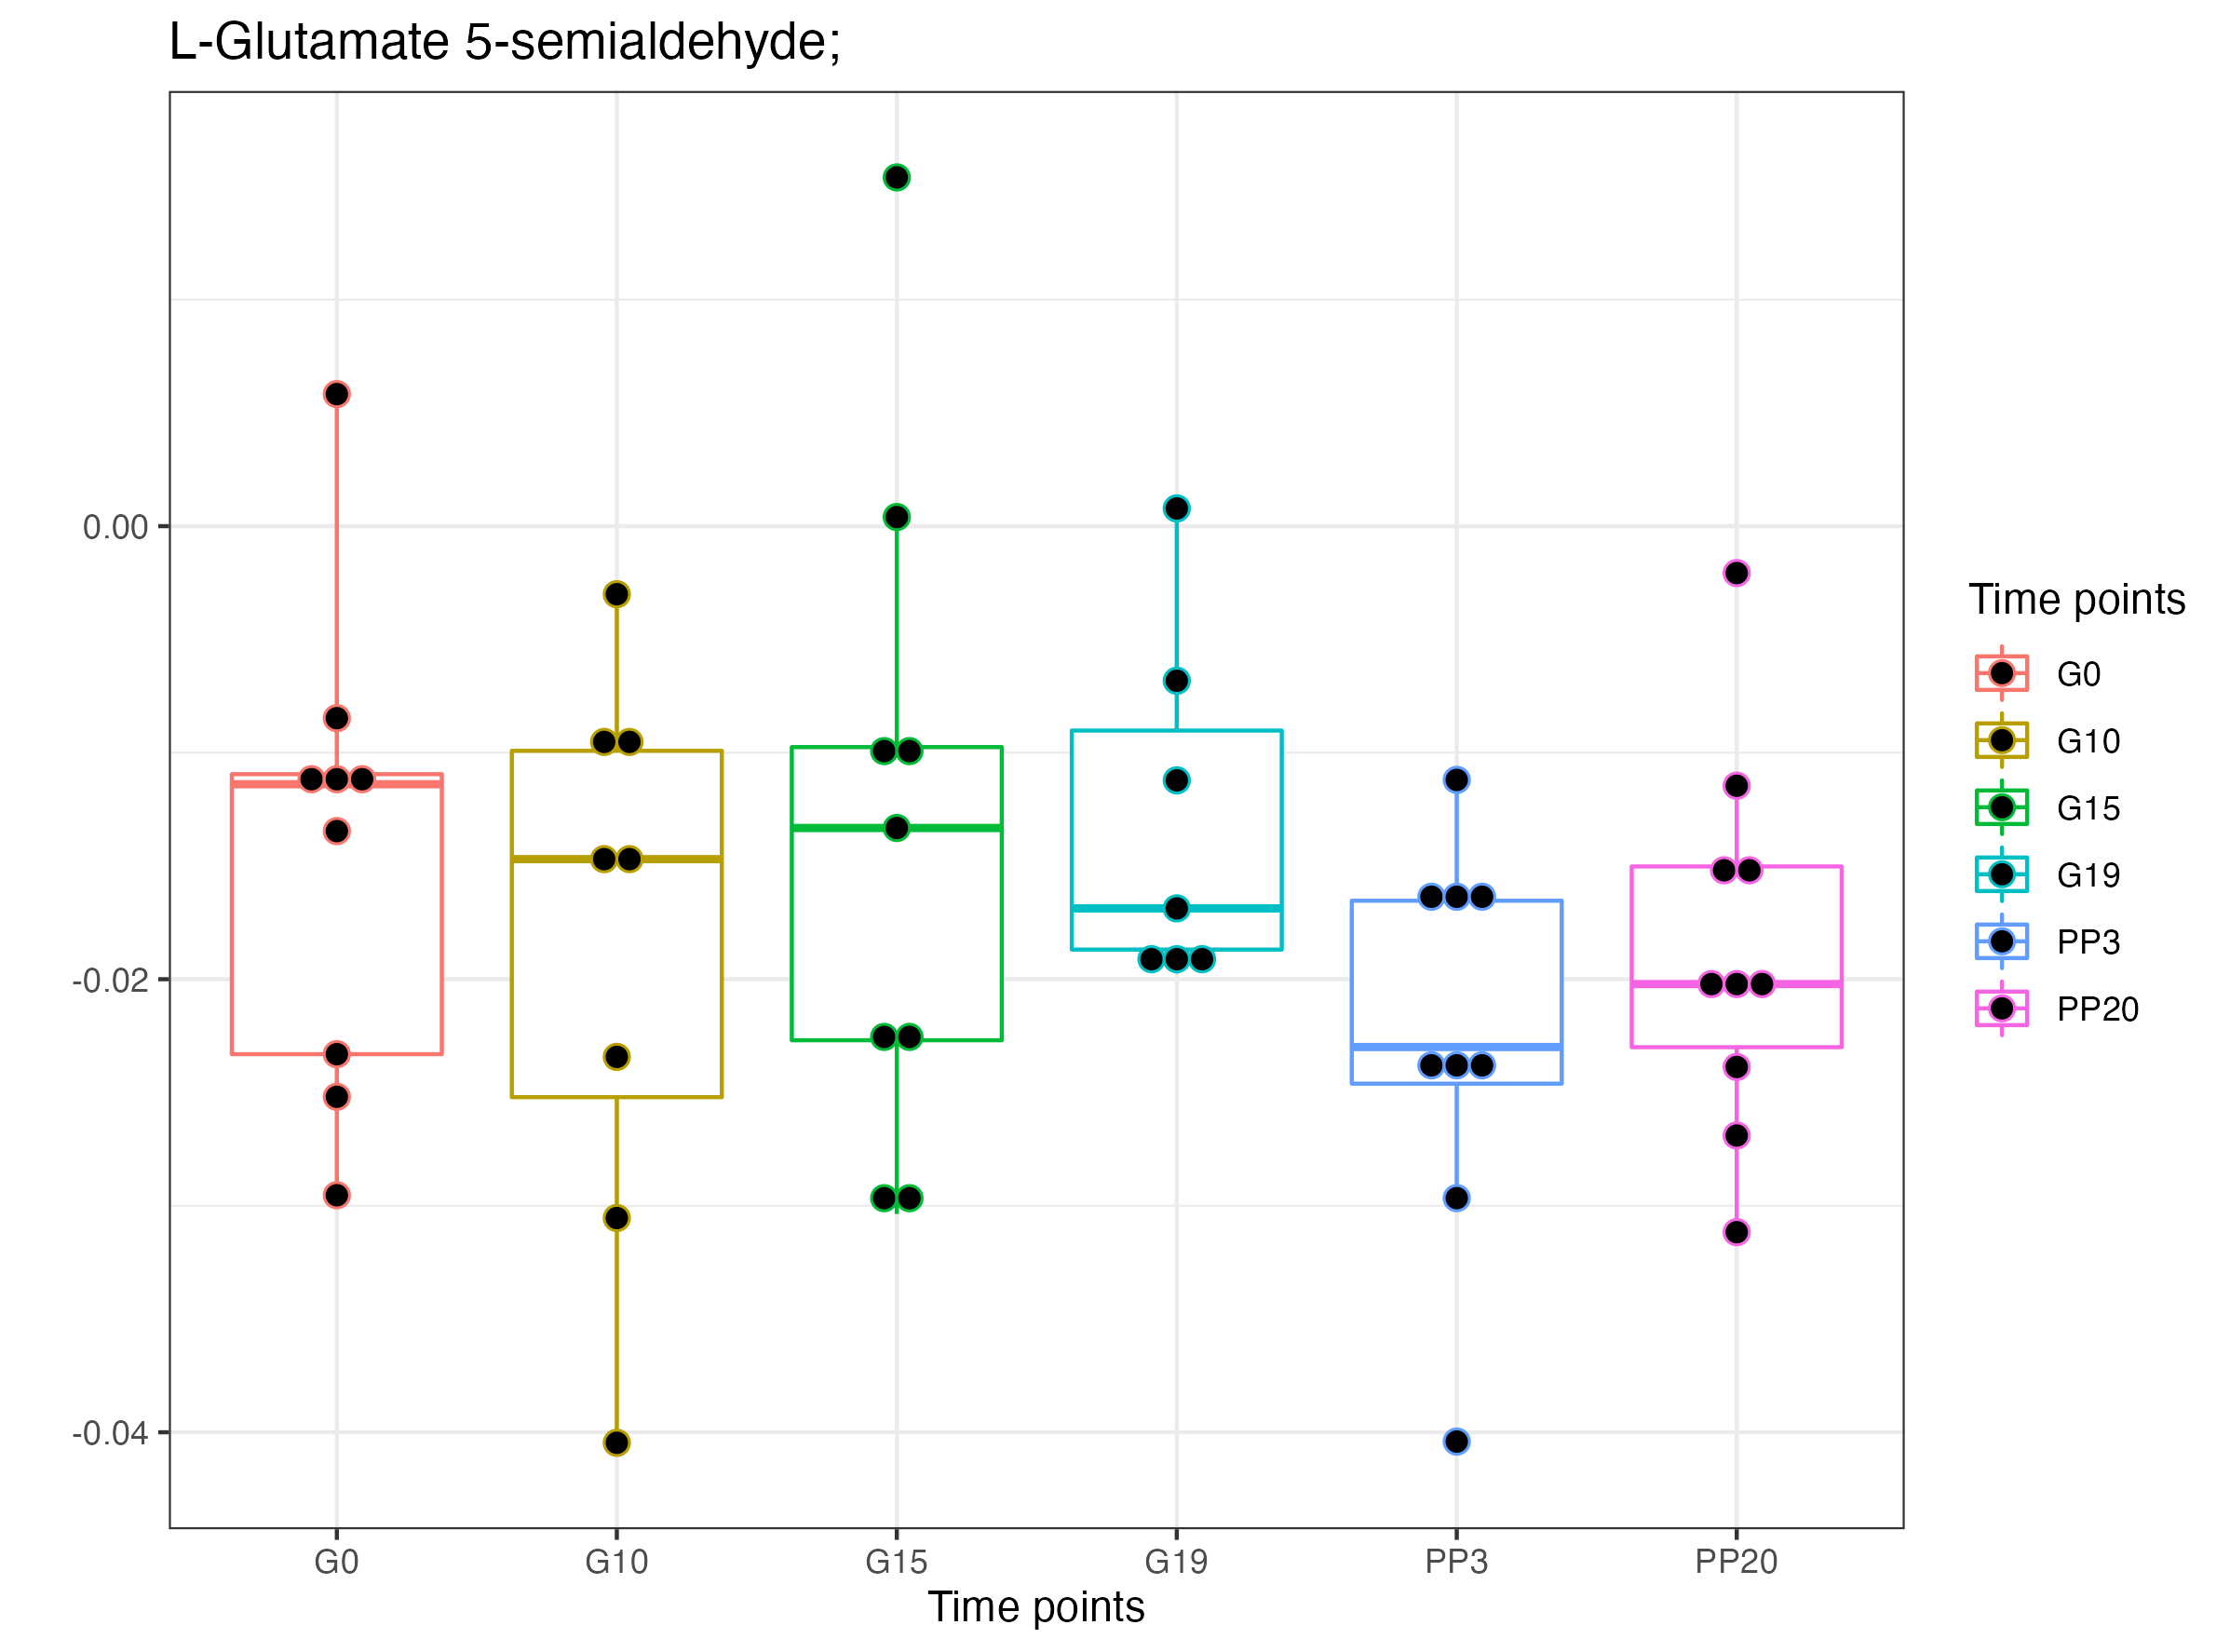 L-Glutamate 5-semialdehyde;
0.00
-0.02
-0.04
G0 G10 G15 G19 PP3 PP20
Time points
Time points
G0
G10
G15
G19
PP3
PP20